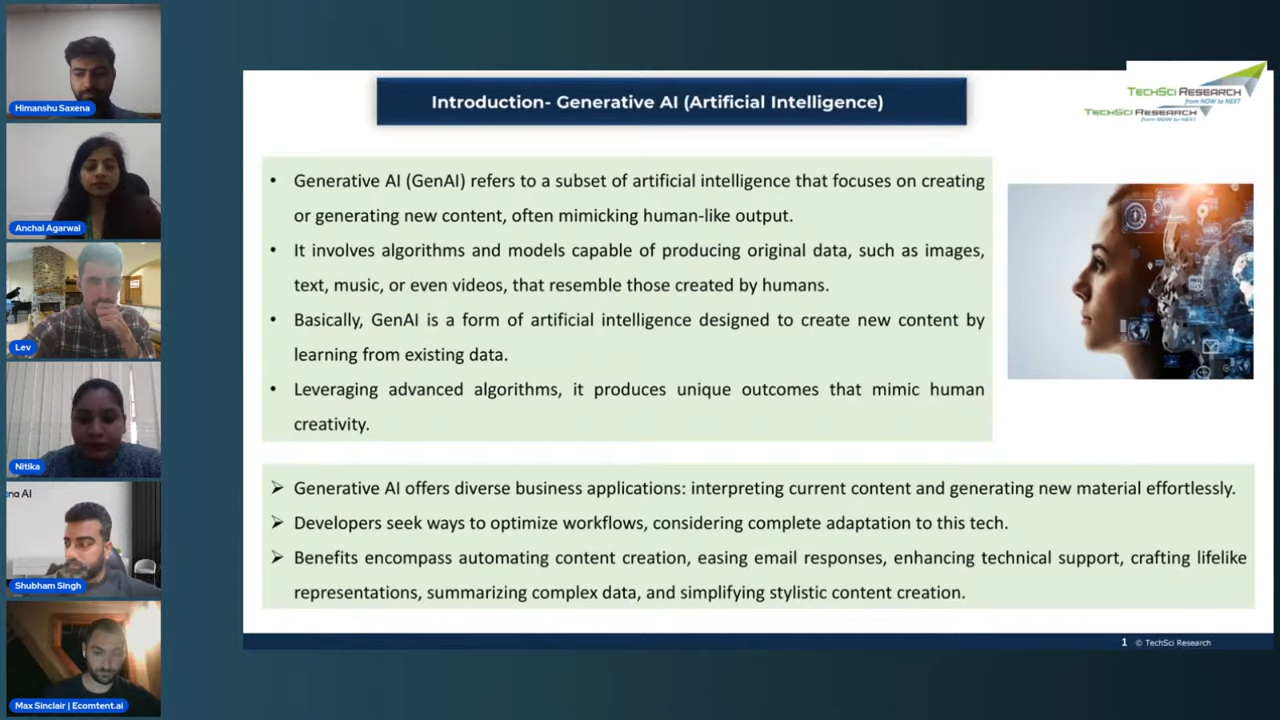 Himanshu Saxena
Anchal Agarwal
Lev
Nitika
na AI
Shubham Singh
Max Sinclair | Ecomtent.ai
Introduction- Generative AI (Artificial Intelligence)
TECHSCI RESEARCH
from NOW to NEXT
TECHSCI RESEARCH
from NOW to NEXT
• Generative AI (GenAI) refers to a subset of artificial intelligence that focuses on creating
or generating new content, often mimicking human-like output.
• It involves algorithms and models capable of producing original data, such as images,
text, music, or even videos, that resemble those created by humans.
• Basically, GenAI is a form of artificial intelligence designed to create new content by
learning from existing data.
• Leveraging advanced algorithms, it produces unique outcomes that mimic human
creativity.
➢ Generative AI offers diverse business applications: interpreting current content and generating new material effortlessly.
➢ Developers seek ways to optimize workflows, considering complete adaptation to this tech.
➢ Benefits encompass automating content creation, easing email responses, enhancing technical support, crafting lifelike
representations, summarizing complex data, and simplifying stylistic content creation.
1 © TechSci Research